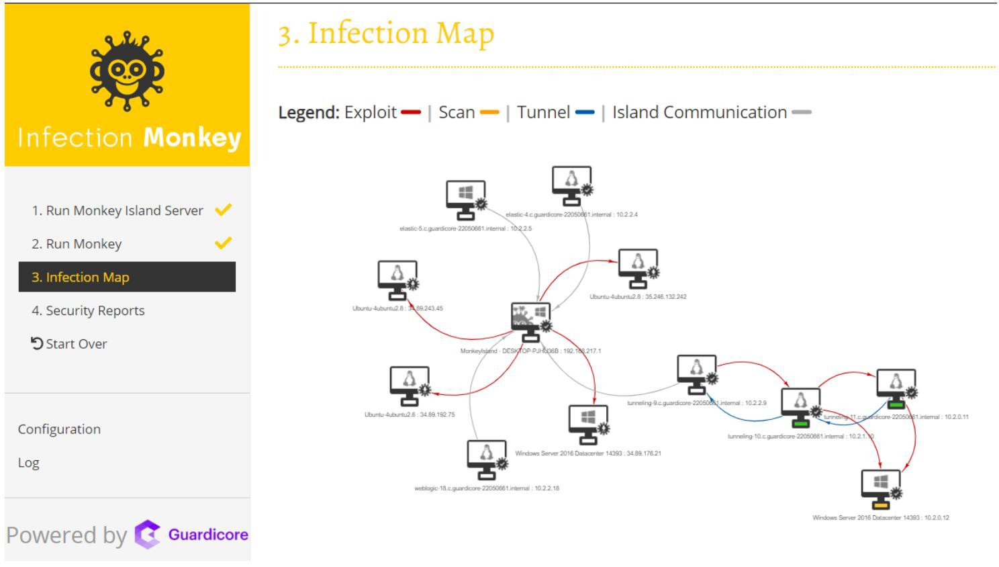 Infection Monkey
1. Run Monkey Island Server
2. Run Monkey
3. Infection Map
4. Security Reports
Start Over
Configuration
Log
Powered by Guardicore
3. Infection Map
Legend: Exploit | Scan | Tunnel | Island Communication
elastic-4.c.guardicore-22050661.internal : 10.2.2.4
elastic-5.c.guardicore-22050661.internal : 10.2.2.5
Ubuntu-4ubuntu2.8 : 35.246.132.242
Ubuntu-4ubuntu2.8 : 34.89.243.45
MonkeyIsland - : 192.168.217.1
tunneling-9.c.guardicore-22050661.internal : 10.2.2.9
Ubuntu-4ubuntu2.6 : 34.89.192.75
tunneling-11.c.guardicore-22050661.internal : 10.2.0.11
tunneling-10.c.guardicore-22050661.internal : 10.2.1.10
Windows Server 2016 Datacenter 14393 : 34.89.176.21
weblogic-18.c.guardicore-22050661.internal : 10.2.2.18
Windows Server 2016 Datacenter 14393 : 10.2.0.12